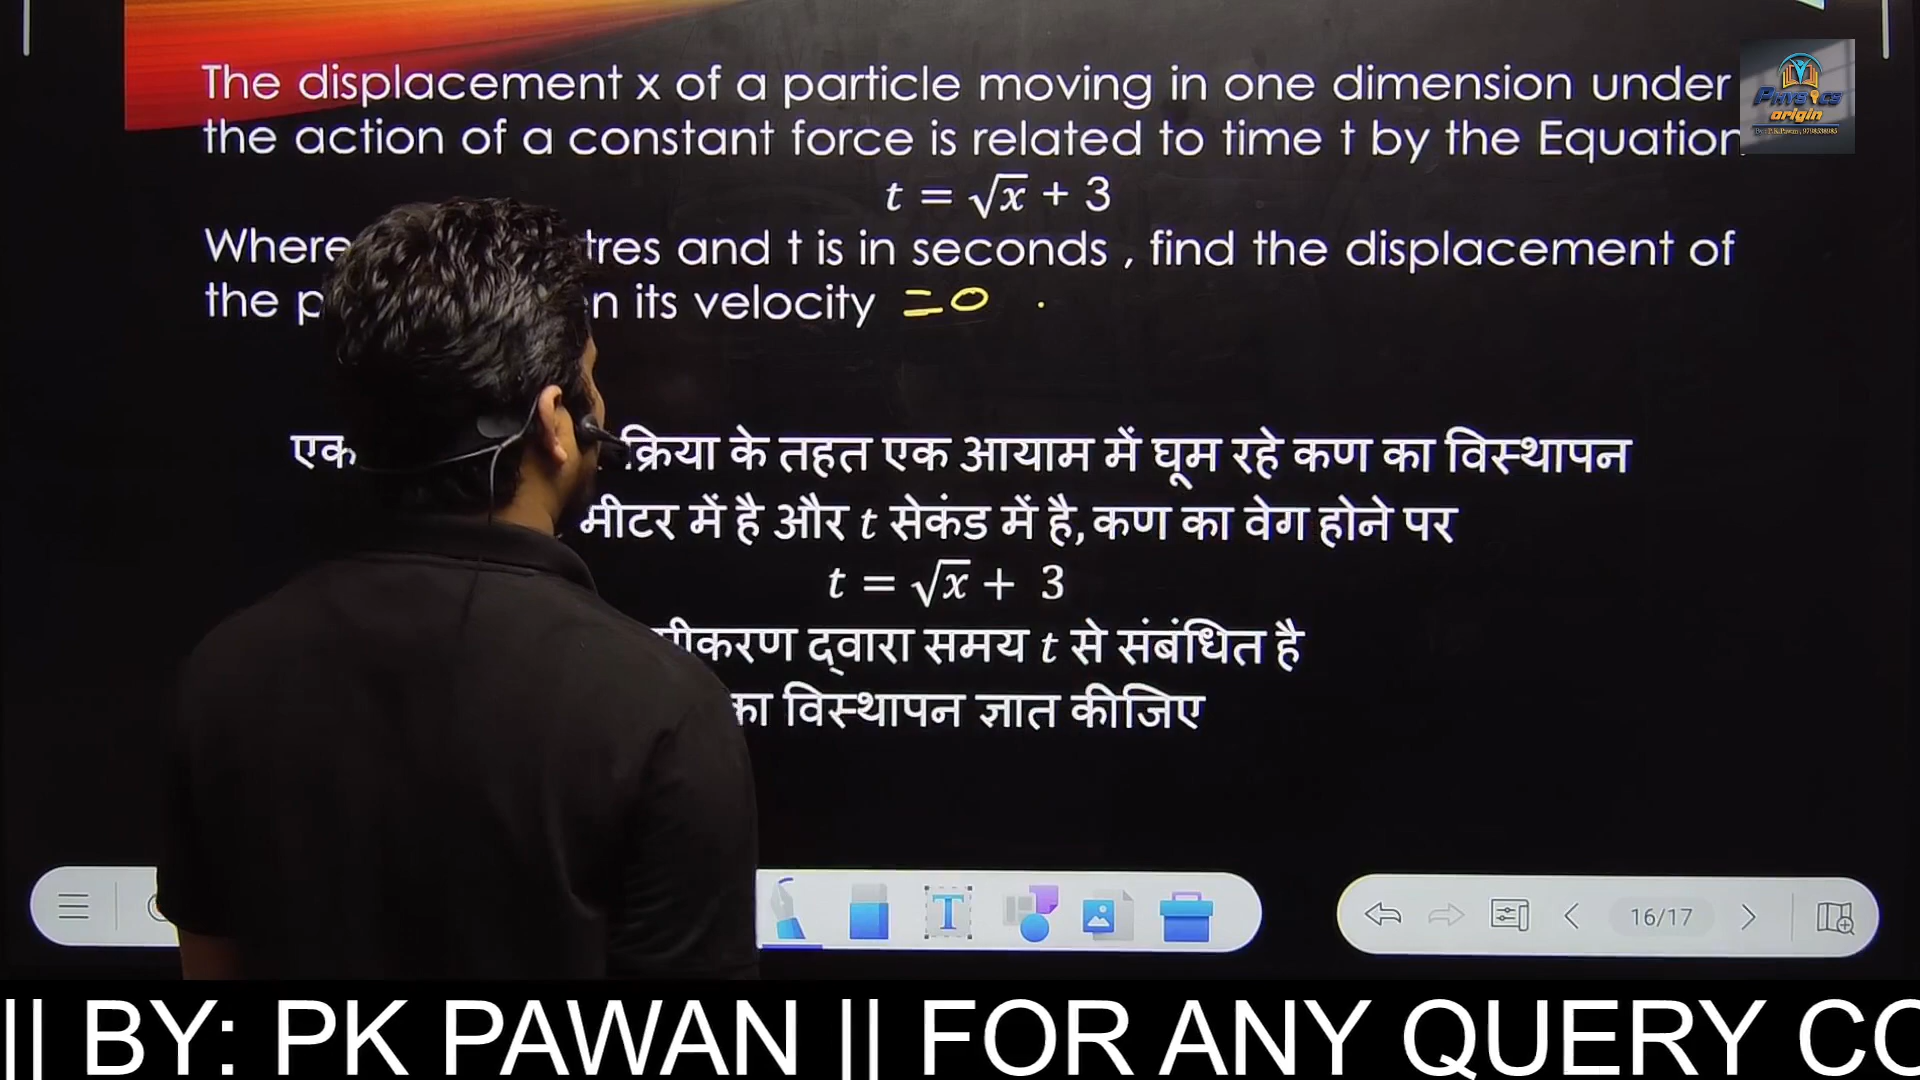 The displacement x of a particle moving in one dimension under
the action of a constant force is related to time t by the Equation
t = √x + 3
Where tres and t is in seconds , find the displacement of
the p n its velocity = 0 .
एक क्रिया के तहत एक आयाम में घूम रहे कण का विस्थापन
मीटर में है और t सेकंड में है, कण का वेग होने पर
t = √x + 3
ीकरण द्वारा समय t से संबंधित है
का विस्थापन ज्ञात कीजिए
Physics
origin
16/17
|| BY: PK PAWAN || FOR ANY QUERY CO